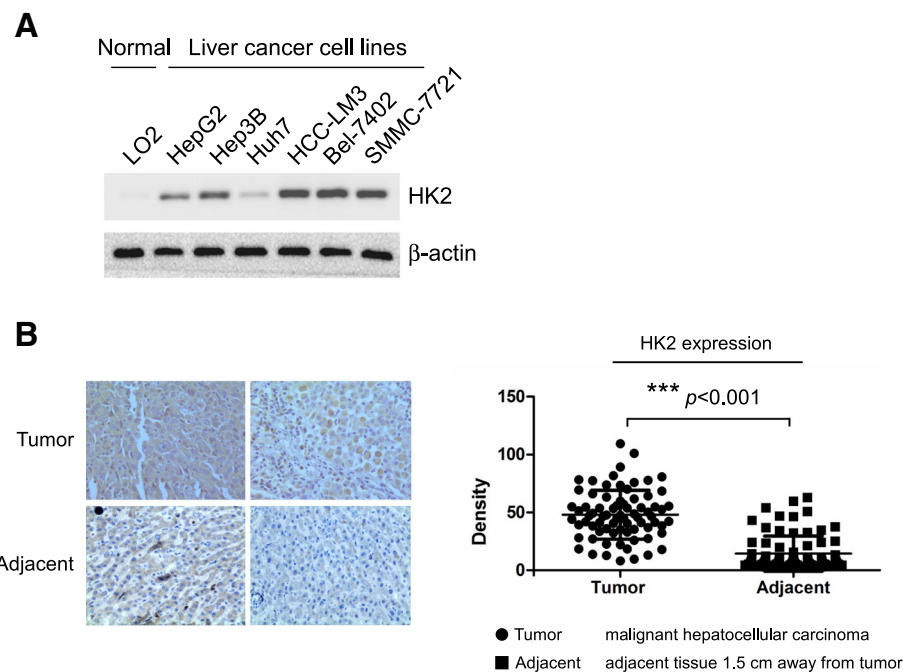 A
Normal Liver cancer cell lines
LO2 HepG2 Hep3B Huh7 HCC-LM3 Bel-7402 SMMC-7721
HK2
β-actin
B
HK2 expression
*** p<0.001
150
100
50
0
Density
Tumor
Adjacent
Tumor Adjacent
Tumor malignant hepatocellular carcinoma
Adjacent adjacent tissue 1.5 cm away from tumor